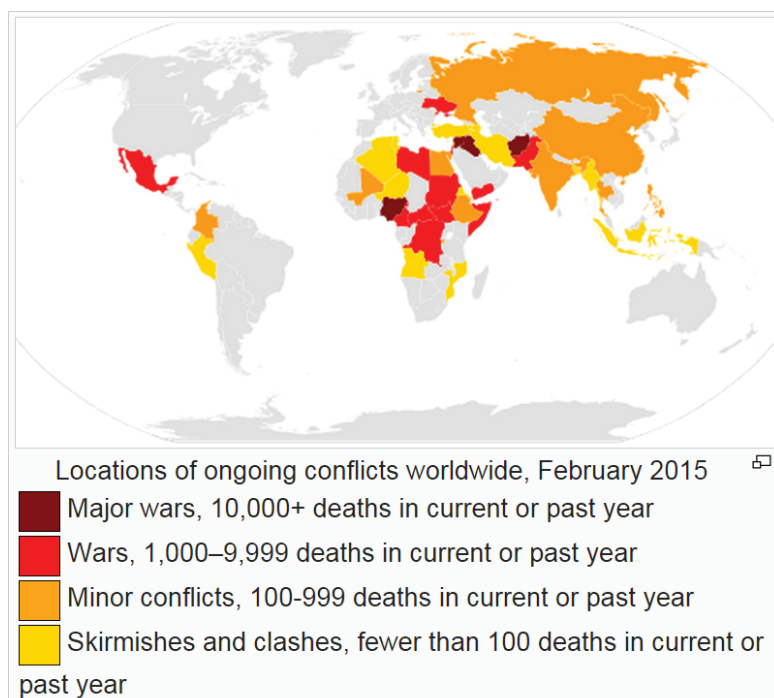 Locations of ongoing conflicts worldwide, February 2015
Major wars, 10,000+ deaths in current or past year
Wars, 1,000–9,999 deaths in current or past year
Minor conflicts, 100-999 deaths in current or past year
Skirmishes and clashes, fewer than 100 deaths in current or
past year